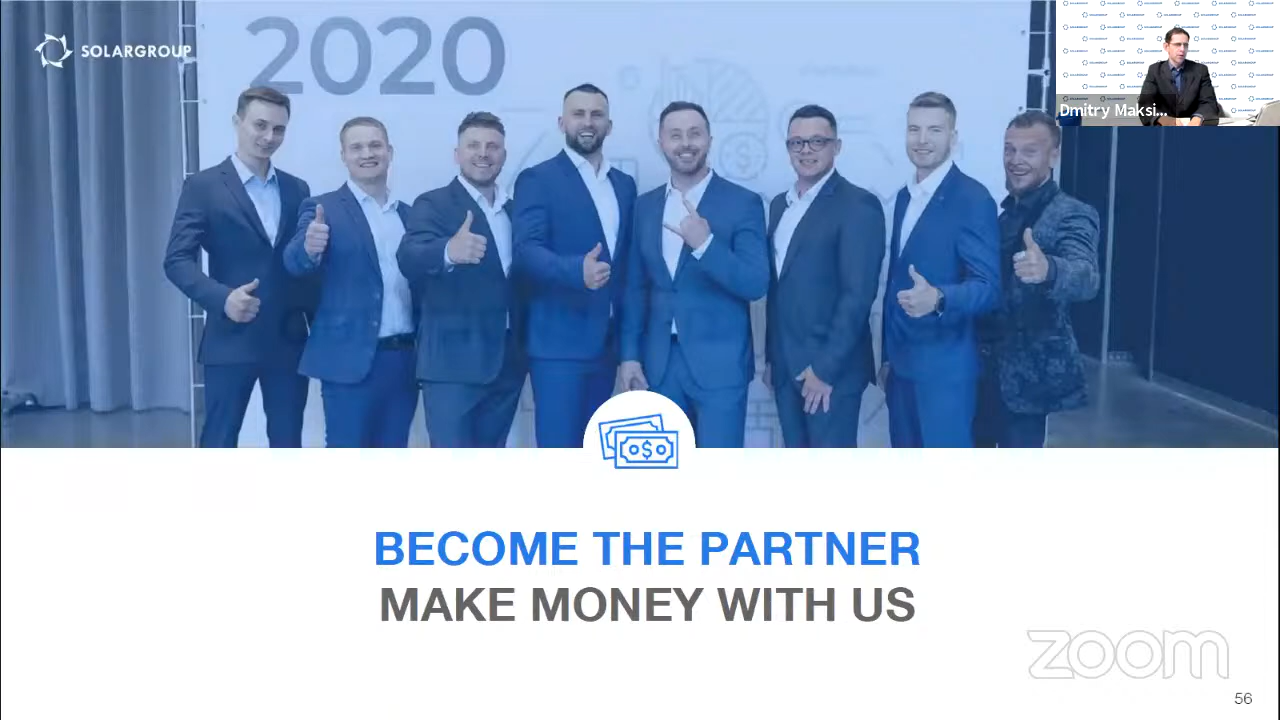 2020
SOLARGROUP
Dmitry Maksi...
BECOME THE PARTNER
MAKE MONEY WITH US
zoom
56